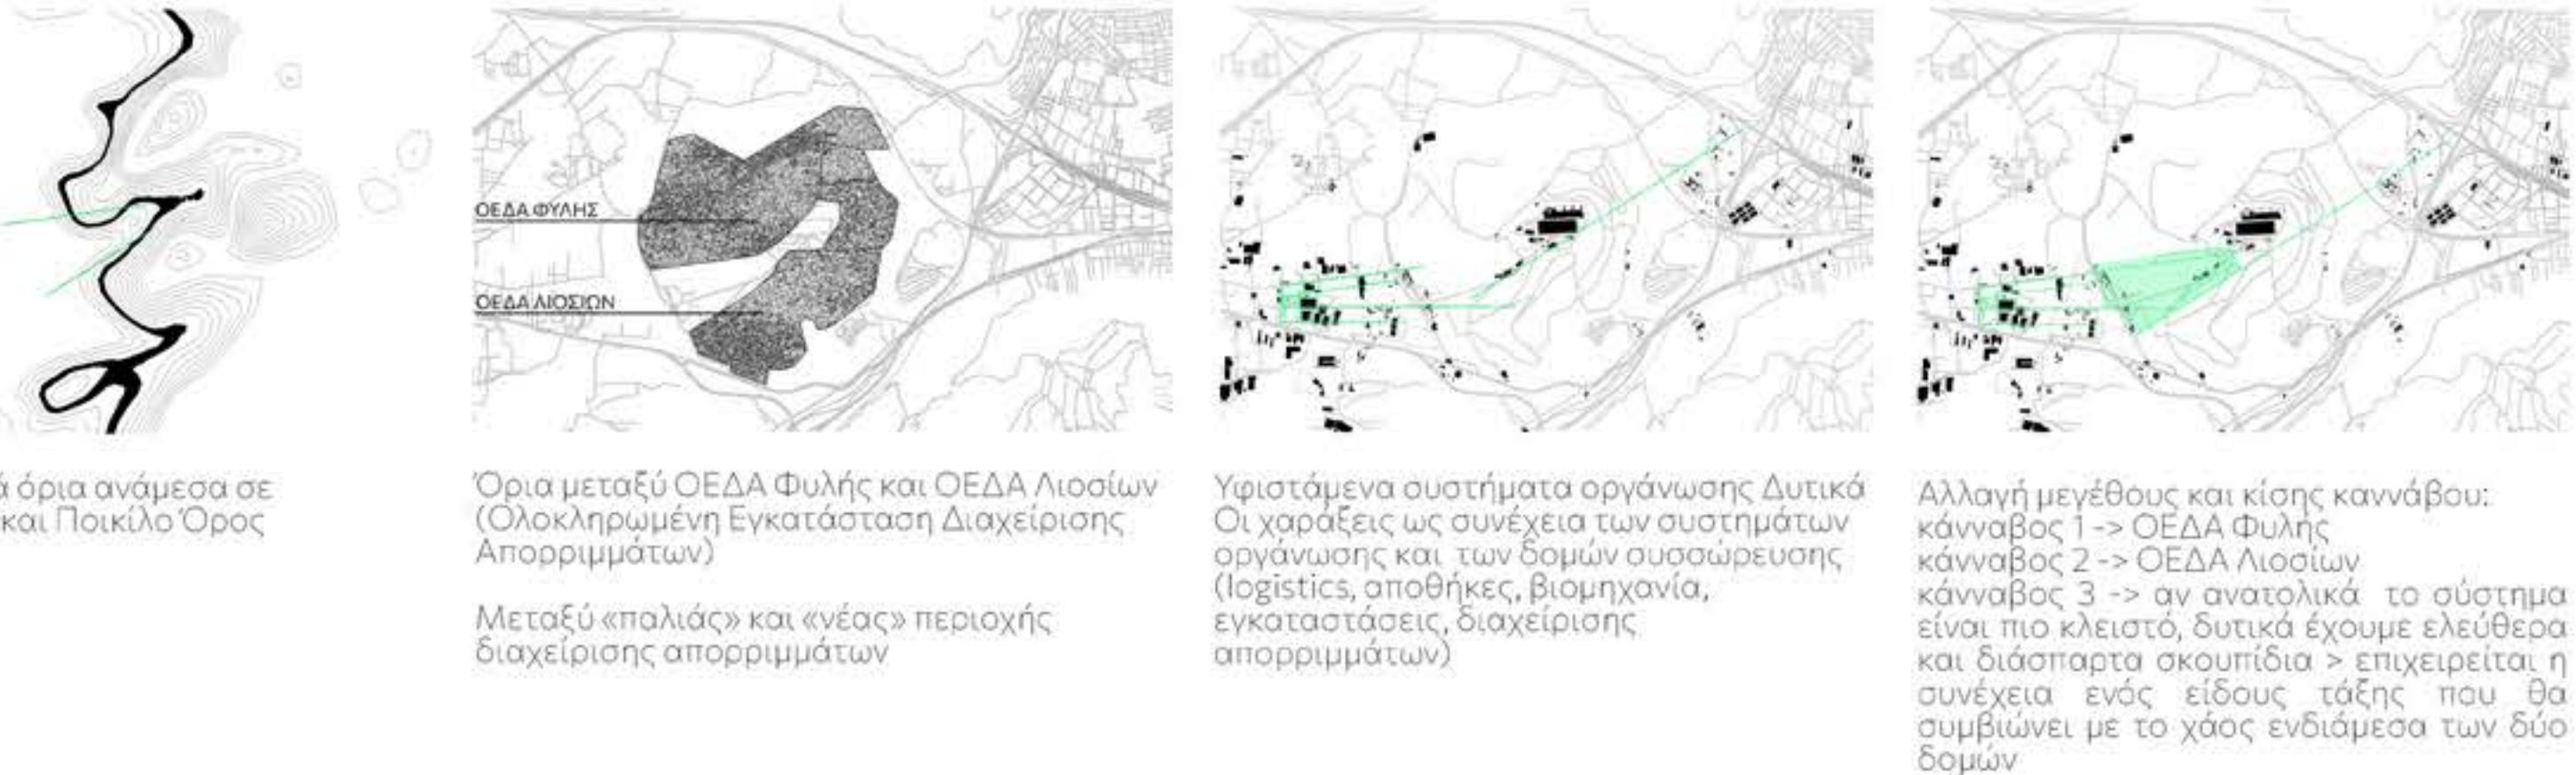 ΟΕΔΑ ΦΥΛΗΣ
ΟΕΔΑ ΛΙΟΣΙΩΝ
ά όρια ανάμεσα σε
και Ποικίλο Όρος
Όρια μεταξύ ΟΕΔΑ Φυλής και ΟΕΔΑ Λιοσίων
(Ολοκληρωμένη Εγκατάσταση Διαχείρισης
Απορριμμάτων)
Μεταξύ «παλιάς» και «νέας» περιοχής
διαχείρισης απορριμμάτων
Υφιστάμενα συστήματα οργάνωσης Δυτικά
Οι χαράξεις ως συνέχεια των συστημάτων
οργάνωσης και των δομών συσσώρευσης
(logistics, αποθήκες, βιομηχανία,
εγκαταστάσεις, διαχείρισης
απορριμμάτων)
Αλλαγή μεγέθους και κίσης καννάβου:
κάνναβος 1 -> ΟΕΔΑ Φυλής
κάνναβος 2 -> ΟΕΔΑ Λιοσίων
κάνναβος 3 -> αν ανατολικά το σύστημα
είναι πιο κλειστό, δυτικά έχουμε ελεύθερα
και διάσπαρτα σκουπίδια > επιχειρείται η
συνέχεια ενός είδους τάξης που θα
συμβιώνει με το χάος ενδιάμεσα των δύο
δομών